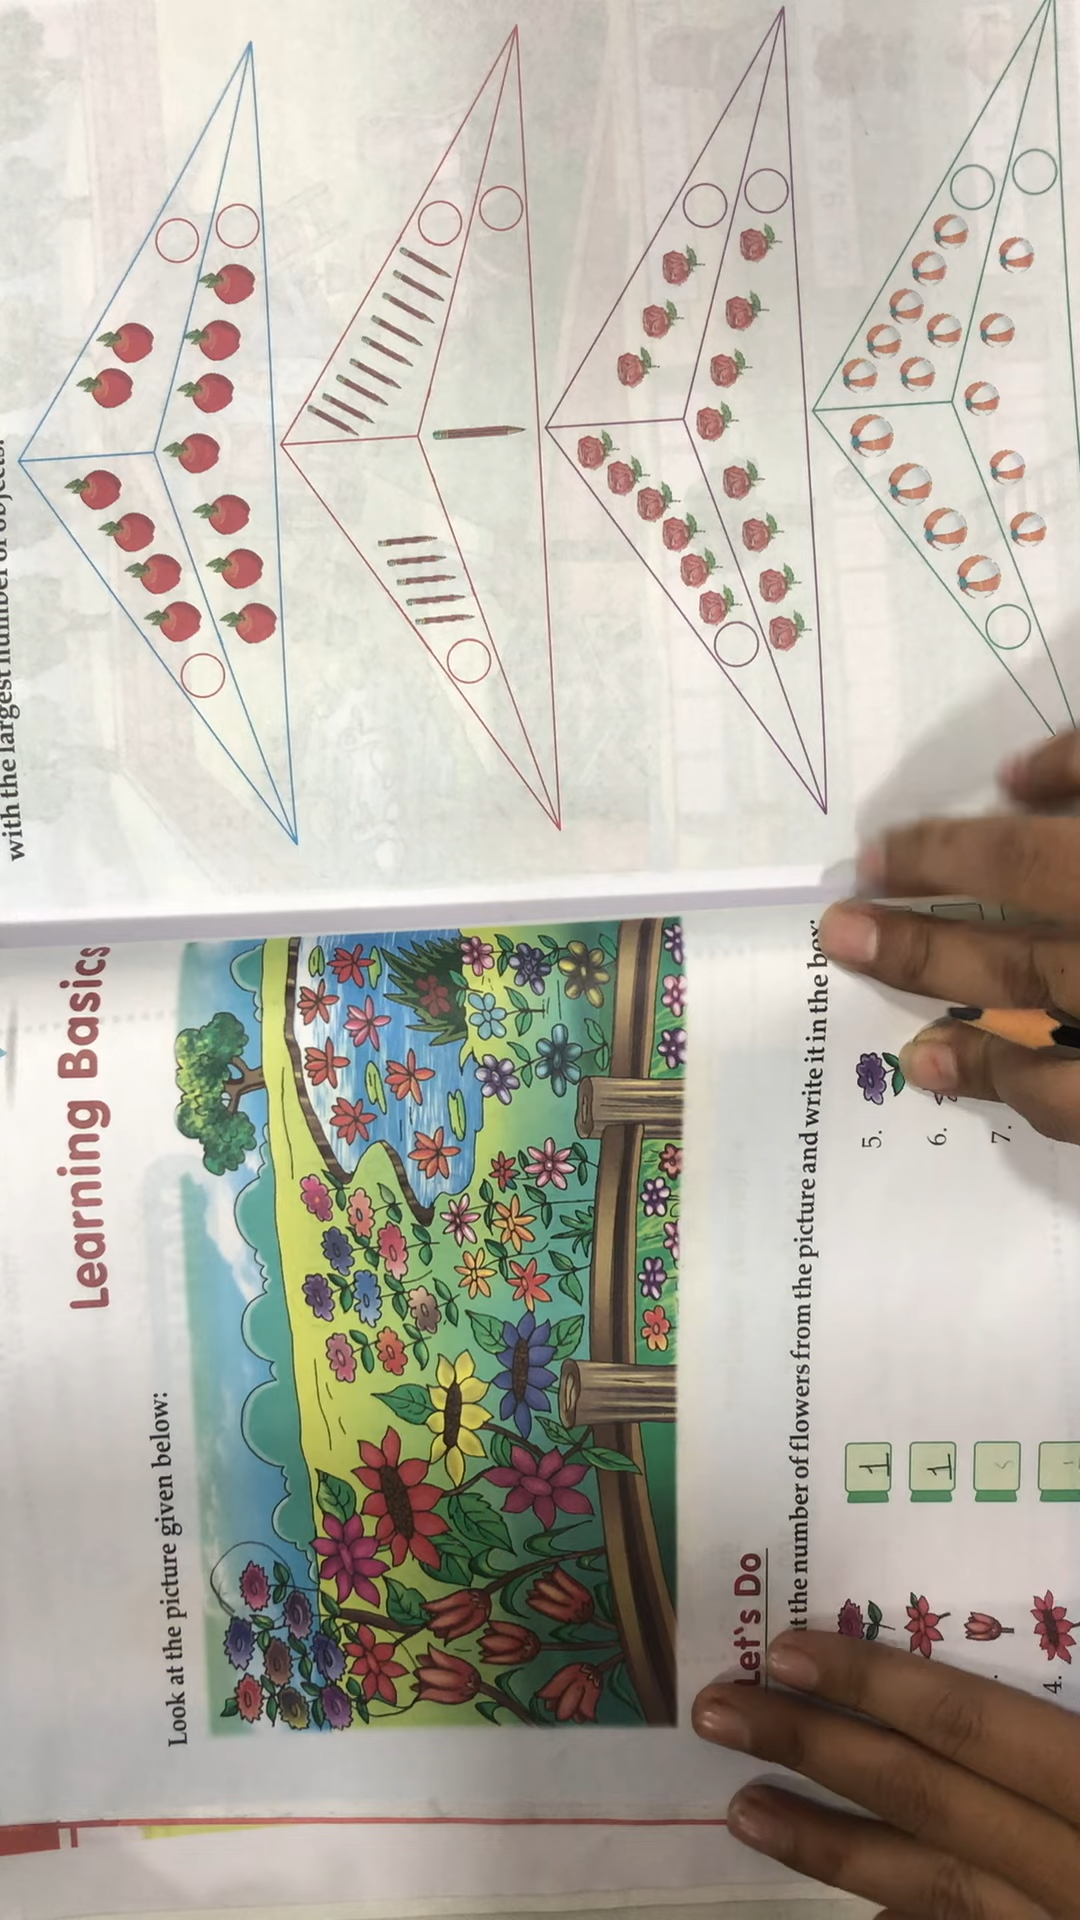 Learning Basics
Look at the picture given below:
Let's Do
the number of flowers from the picture and write it in the box.
1
1
5
4.
5.
6.
7.
with the largest number of objects.